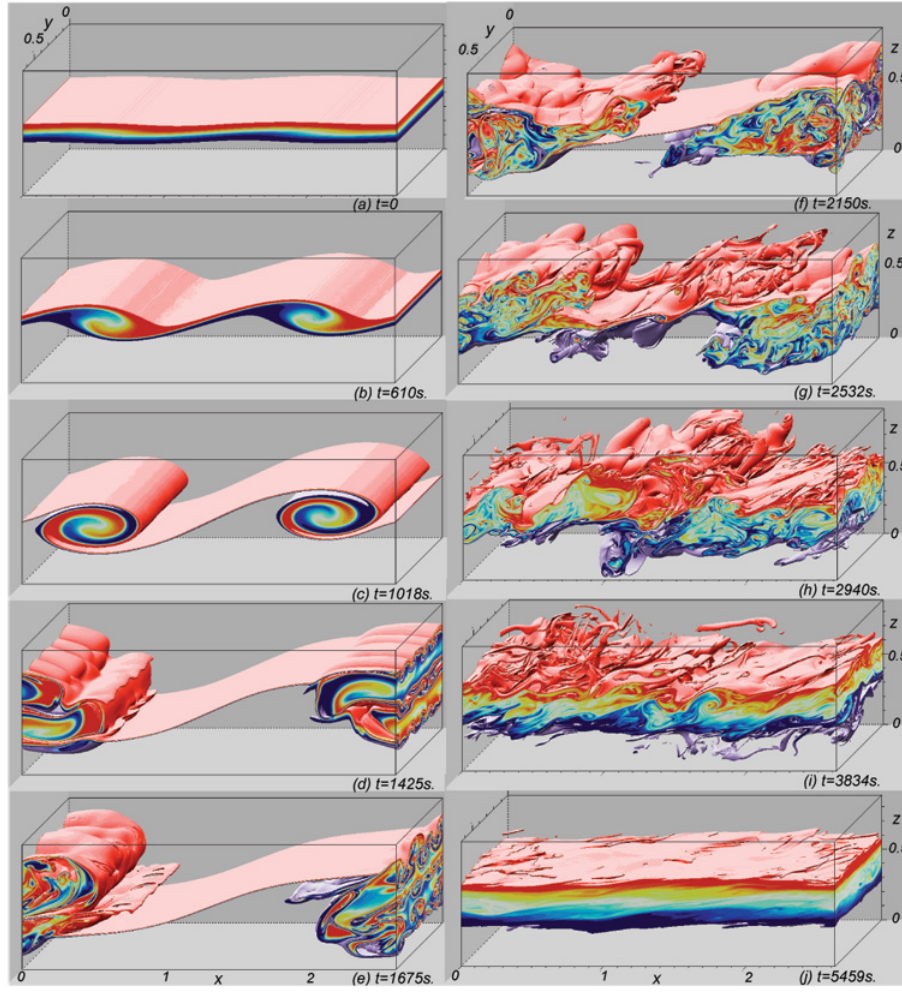 0
y
0.5
(a) t=0
(b) t=610s.
(c) t=1018s.
(d) t=1425s.
0
1
x
2
(e) t=1675s.
0
y
0.5
z
0.5
0
(f) t=2150s.
z
0.5
0
(g) t=2532s.
z
0.5
0
(h) t=2940s.
z
0.5
0
(i) t=3834s.
z
0.5
0
1
x
2
(j) t=5459s.